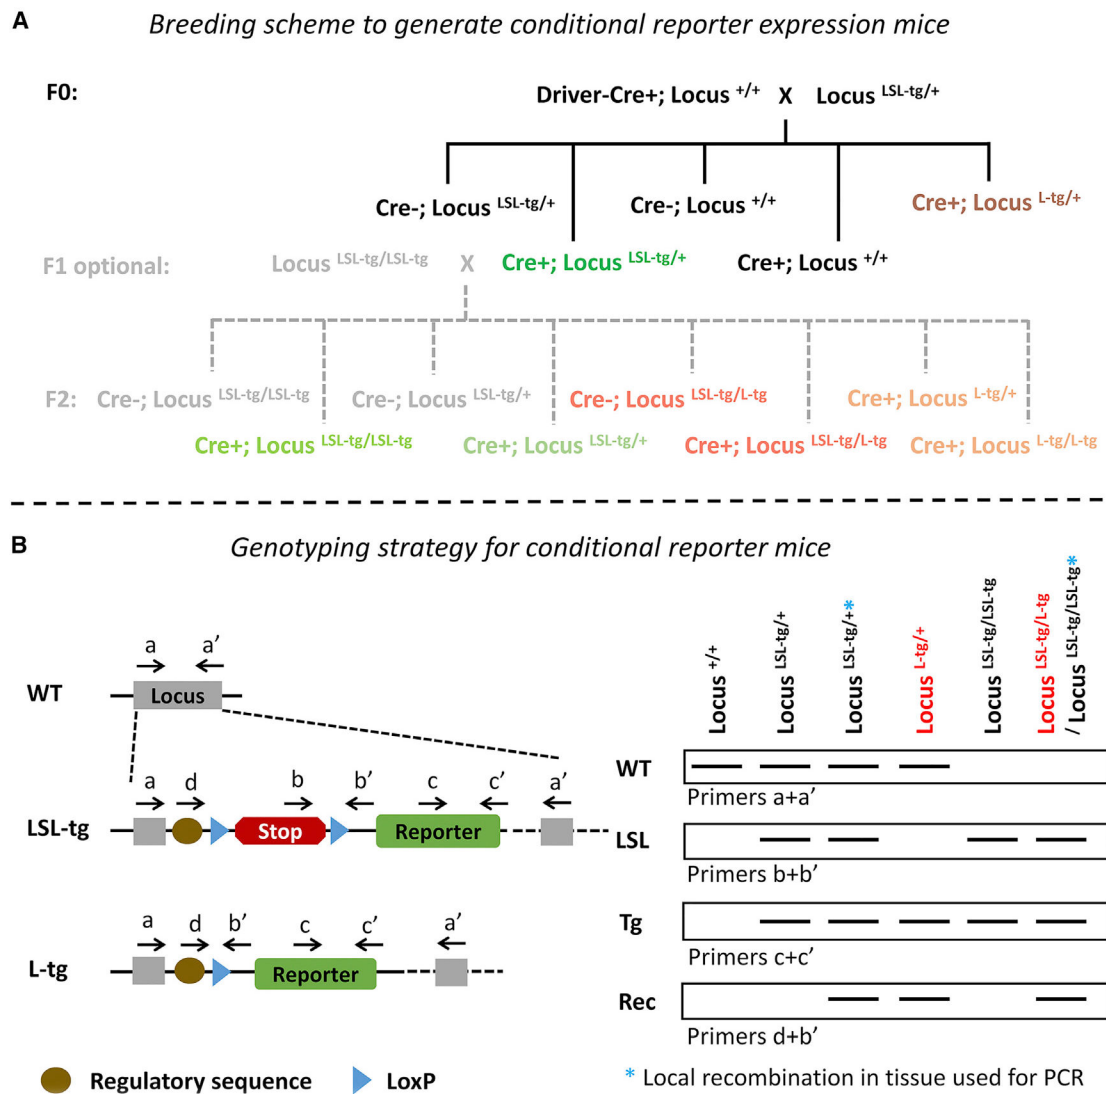 A
Breeding scheme to generate conditional reporter expression mice
F0:
Driver-Cre+; Locus +/+ X Locus LSL-tg/+
Cre-; Locus LSL-tg/+
Cre-; Locus +/+
Cre+; Locus L-tg/+
F1 optional:
Locus LSL-tg/LSL-tg X Cre+; Locus LSL-tg/+
Cre+; Locus +/+
F2:
Cre-; Locus LSL-tg/LSL-tg
Cre-; Locus LSL-tg/+
Cre-; Locus LSL-tg/L-tg
Cre+; Locus L-tg/+
Cre+; Locus LSL-tg/LSL-tg
Cre+; Locus LSL-tg/+
Cre+; Locus LSL-tg/L-tg
Cre+; Locus L-tg/L-tg
B
Genotyping strategy for conditional reporter mice
a a’
WT
Locus
a d b b’ c c’ a’
LSL-tg
Stop
Reporter
a d b’ c c’ a’
L-tg
Reporter
Regulatory sequence
LoxP
Locus +/+
Locus LSL-tg/+
Locus LSL-tg/+*
Locus L-tg/+
Locus LSL-tg/LSL-tg
Locus LSL-tg/L-tg
/ Locus LSL-tg/LSL-tg*
WT
Primers a+a’
LSL
Primers b+b’
Tg
Primers c+c’
Rec
Primers d+b’
* Local recombination in tissue used for PCR